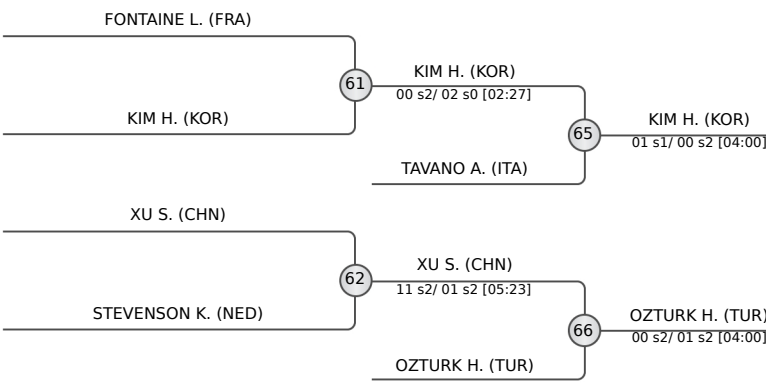 FONTAINE L. (FRA)
61
KIM H. (KOR)
00 s2/ 02 s0 [02:27]
KIM H. (KOR)
65
KIM H. (KOR)
01 s1/ 00 s2 [04:00]
TAVANO A. (ITA)
XU S. (CHN)
62
XU S. (CHN)
11 s2/ 01 s2 [05:23]
STEVENSON K. (NED)
66
OZTURK H. (TUR)
00 s2/ 01 s2 [04:00]
OZTURK H. (TUR)